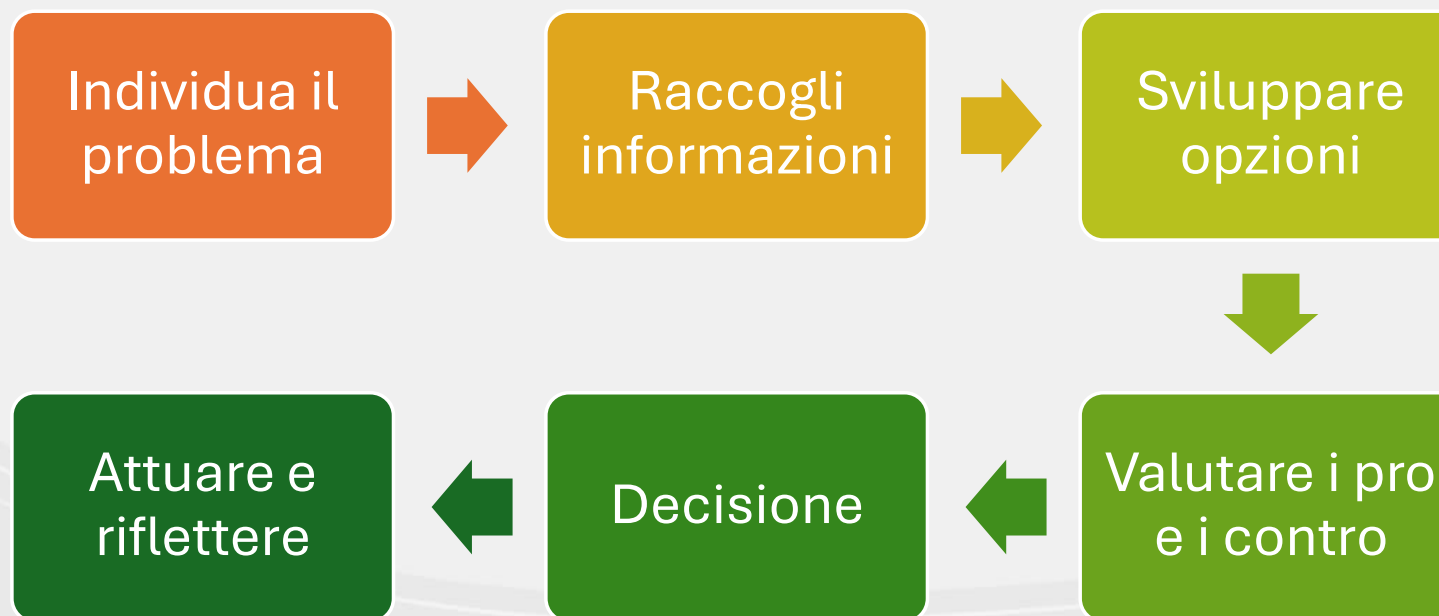 Individua il
problema
Raccogli
informazioni
Sviluppare
opzioni
Valutare i pro
e i contro
Decisione
Attuare e
riflettere